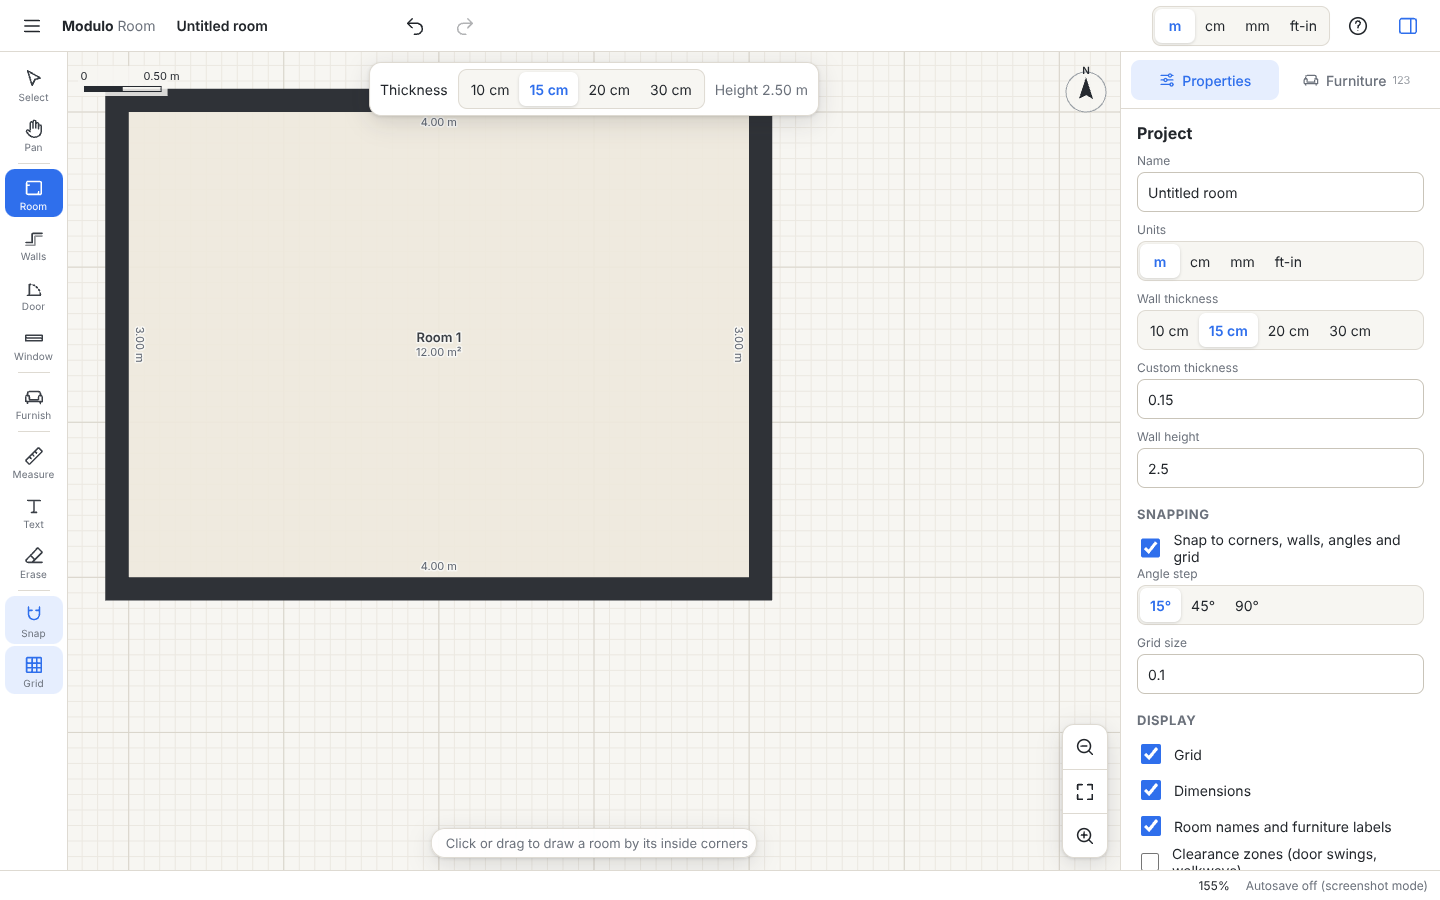 Modulo Room
Untitled room
m cm mm ft-in
Select
Pan
Room
Walls
Door
Window
Furnish
Measure
Text
Erase
Snap
Grid
0 0.50 m
Thickness 10 cm 15 cm 20 cm 30 cm Height 2.50 m
N
4.00 m
3.00 m
Room 1
12.00 m²
3.00 m
4.00 m
Click or drag to draw a room by its inside corners
Properties
Furniture 123
Project
Name
Untitled room
Units
m cm mm ft-in
Wall thickness
10 cm 15 cm 20 cm 30 cm
Custom thickness
0.15
Wall height
2.5
SNAPPING
Snap to corners, walls, angles and
grid
Angle step
15° 45° 90°
Grid size
0.1
DISPLAY
Grid
Dimensions
Room names and furniture labels
Clearance zones (door swings,
walkways)
155% Autosave off (screenshot mode)